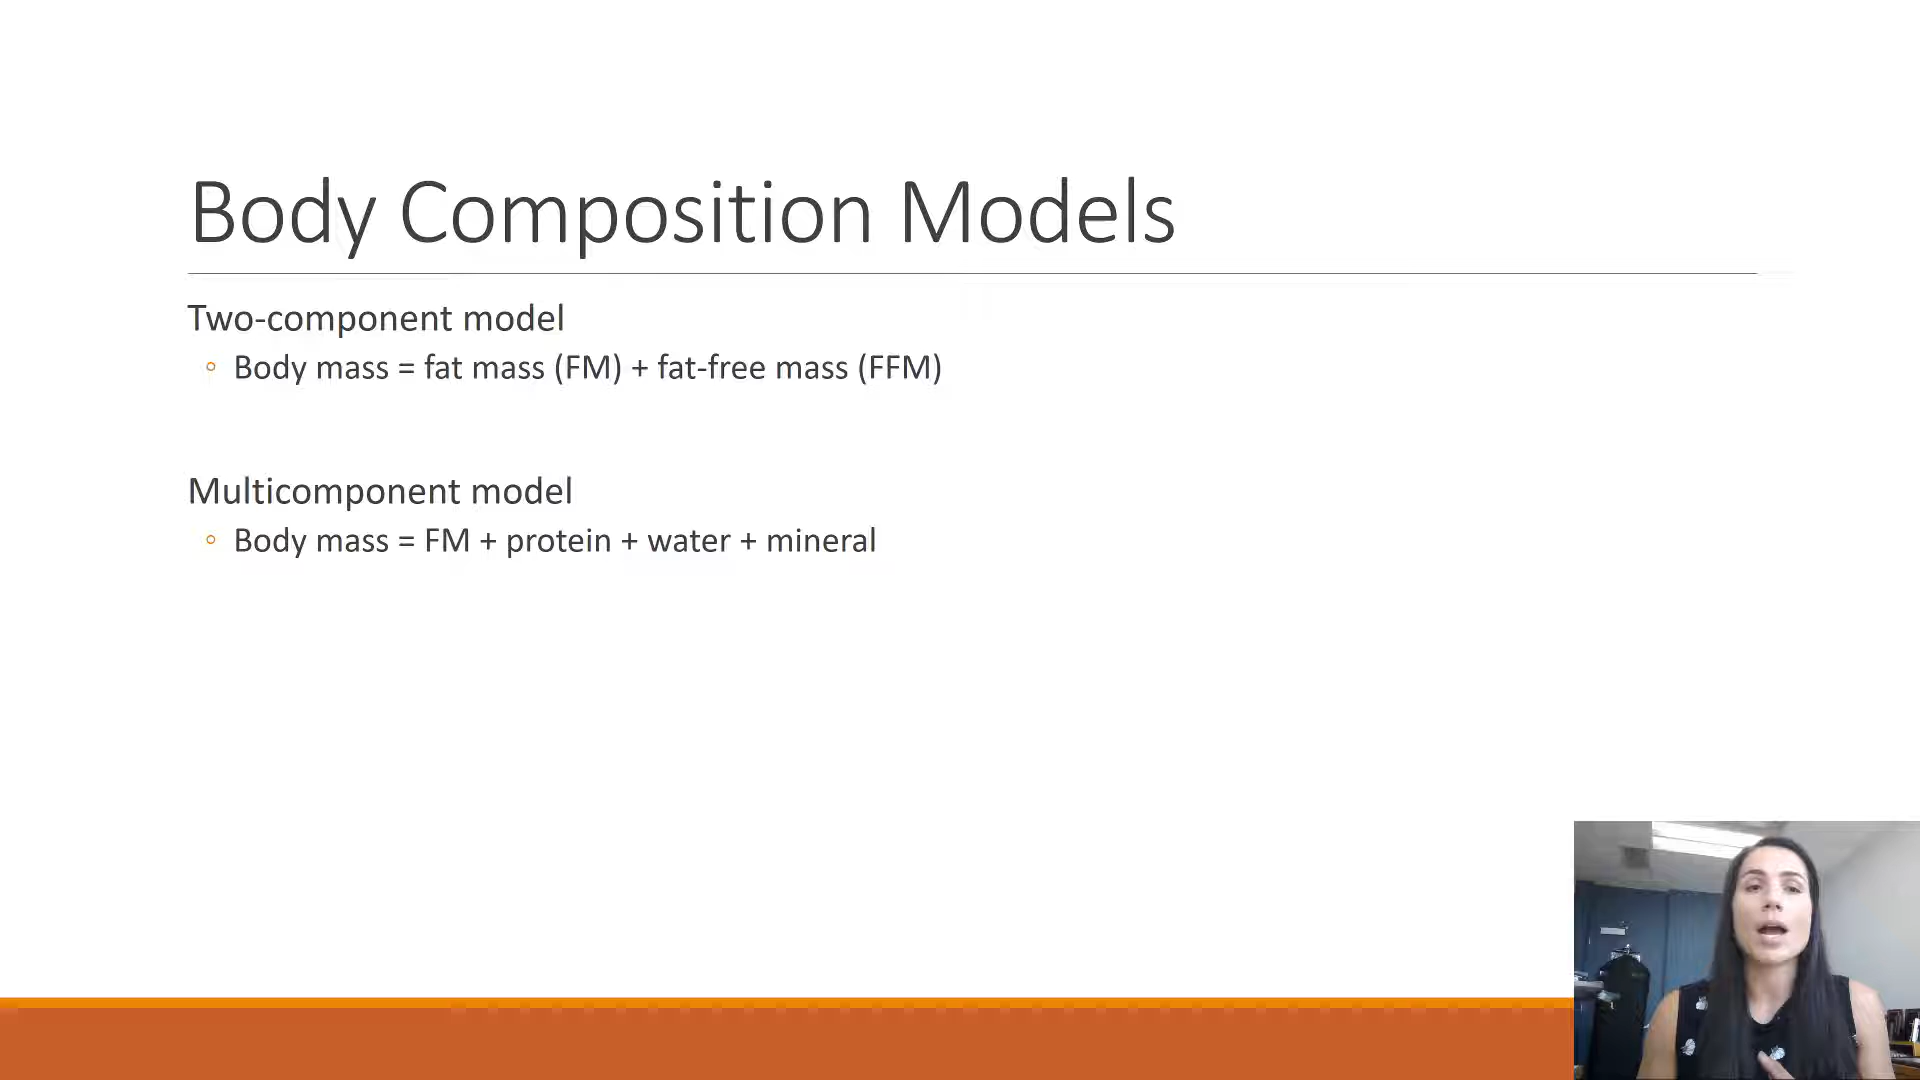 Body Composition Models
Two-component model
◦ Body mass = fat mass (FM) + fat-free mass (FFM)
Multicomponent model
◦ Body mass = FM + protein + water + mineral